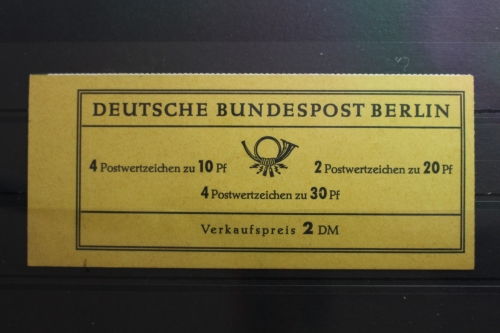 DEUTSCHE BUNDESPOST BERLIN
4 Postwertzeichen zu 10 Pf 2 Postwertzeichen zu 20 Pf
4 Postwertzeichen zu 30 Pf
Verkaufspreis 2 DM